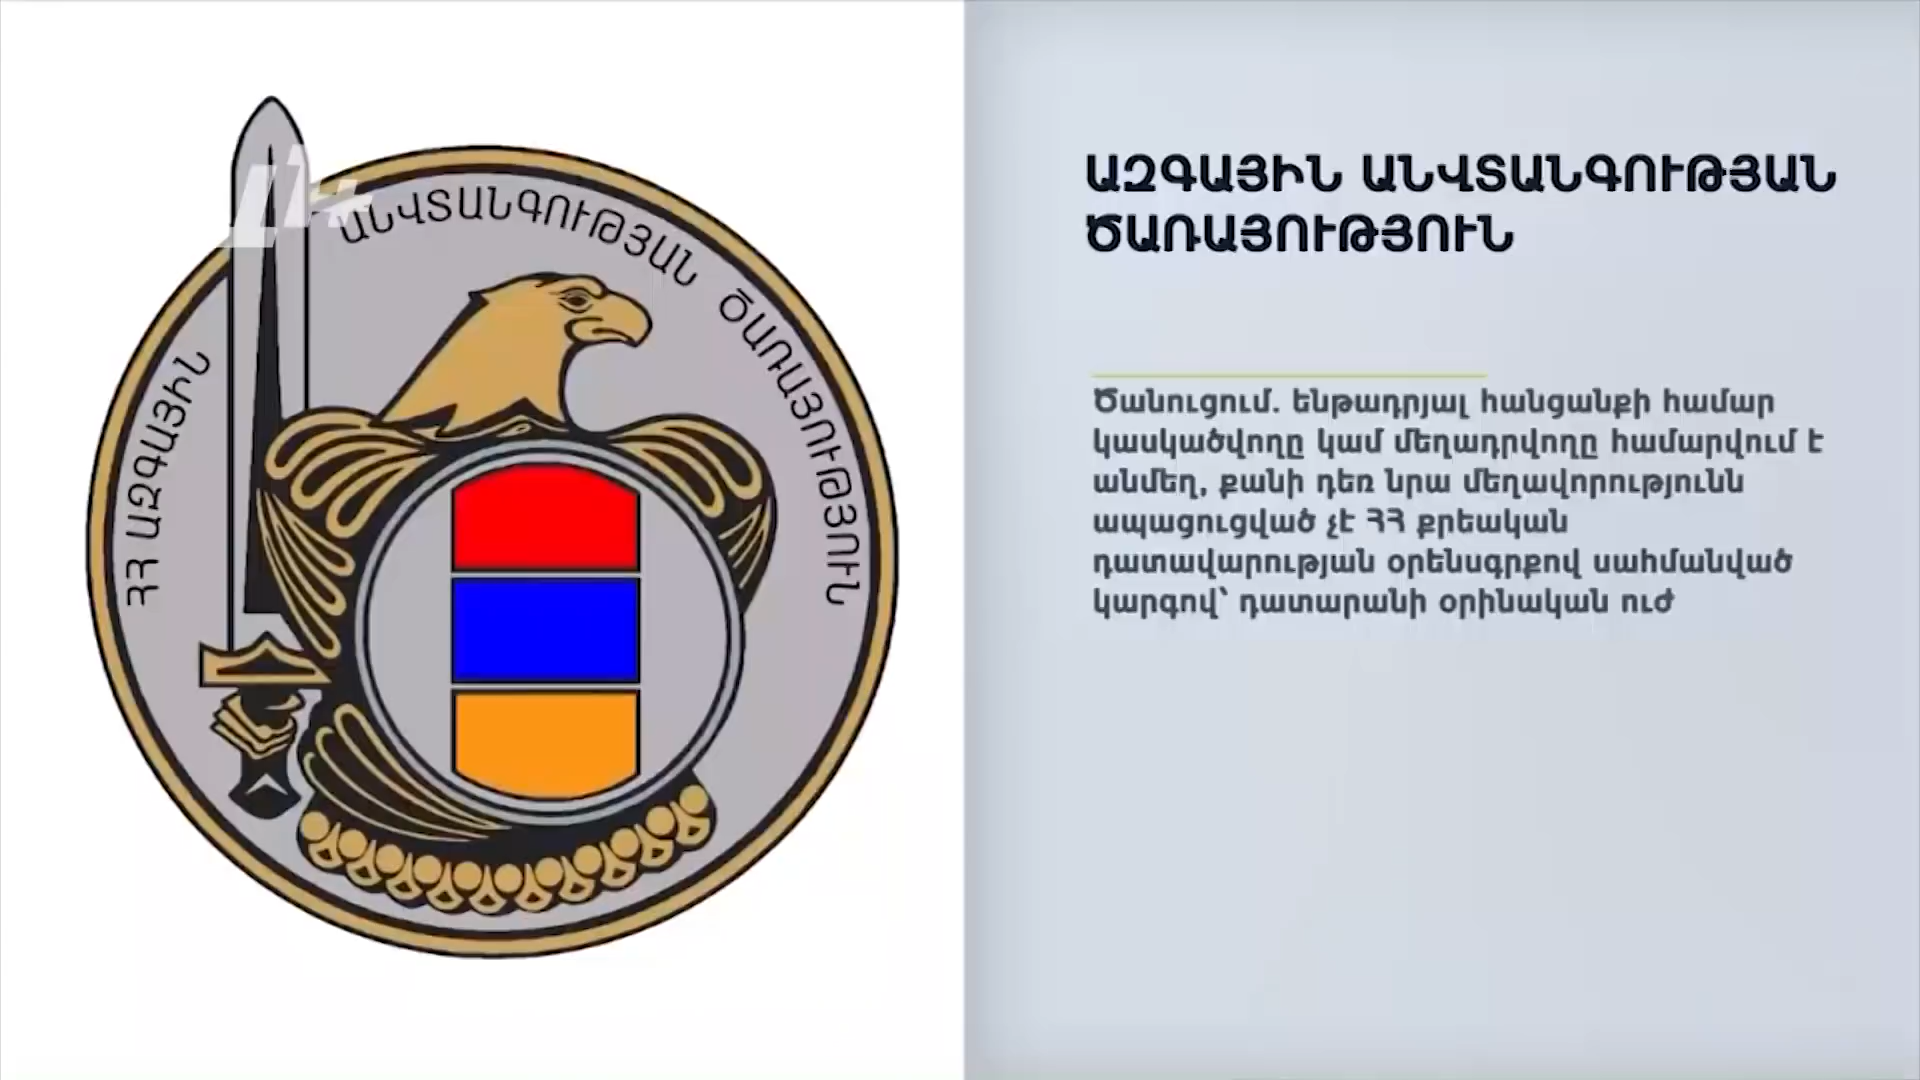 ՀՀ ԱԶԳԱՅԻՆ ԱՆՎՏԱՆԳՈՒԹՅԱՆ ԾԱՌԱՅՈՒԹՅՈՒՆ
ԱԶԳԱՅԻՆ ԱՆՎՏԱՆԳՈՒԹՅԱՆ
ԾԱՌԱՅՈՒԹՅՈՒՆ
Ծանուցում. ենթադրյալ հանցանքի համար
կասկածվողը կամ մեղադրվողը համարվում է
անմեղ, քանի դեռ նրա մեղավորությունն
ապացուցված չէ ՀՀ քրեական
դատավարության օրենսգրքով սահմանված
կարգով՝ դատարանի օրինական ուժ